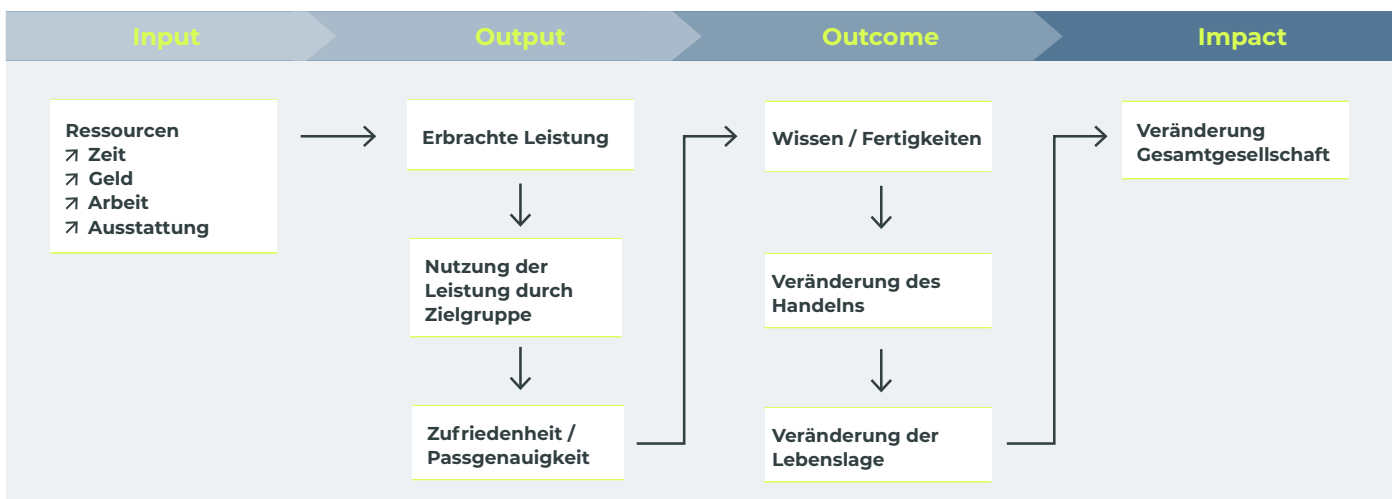 Input
Output
Outcome
Impact
Ressourcen
↗ Zeit
↗ Geld
↗ Arbeit
↗ Ausstattung
Erbrachte Leistung
Nutzung der
Leistung durch
Zielgruppe
Zufriedenheit /
Passgenauigkeit
Wissen / Fertigkeiten
Veränderung des
Handelns
Veränderung der
Lebenslage
Veränderung
Gesamtgesellschaft